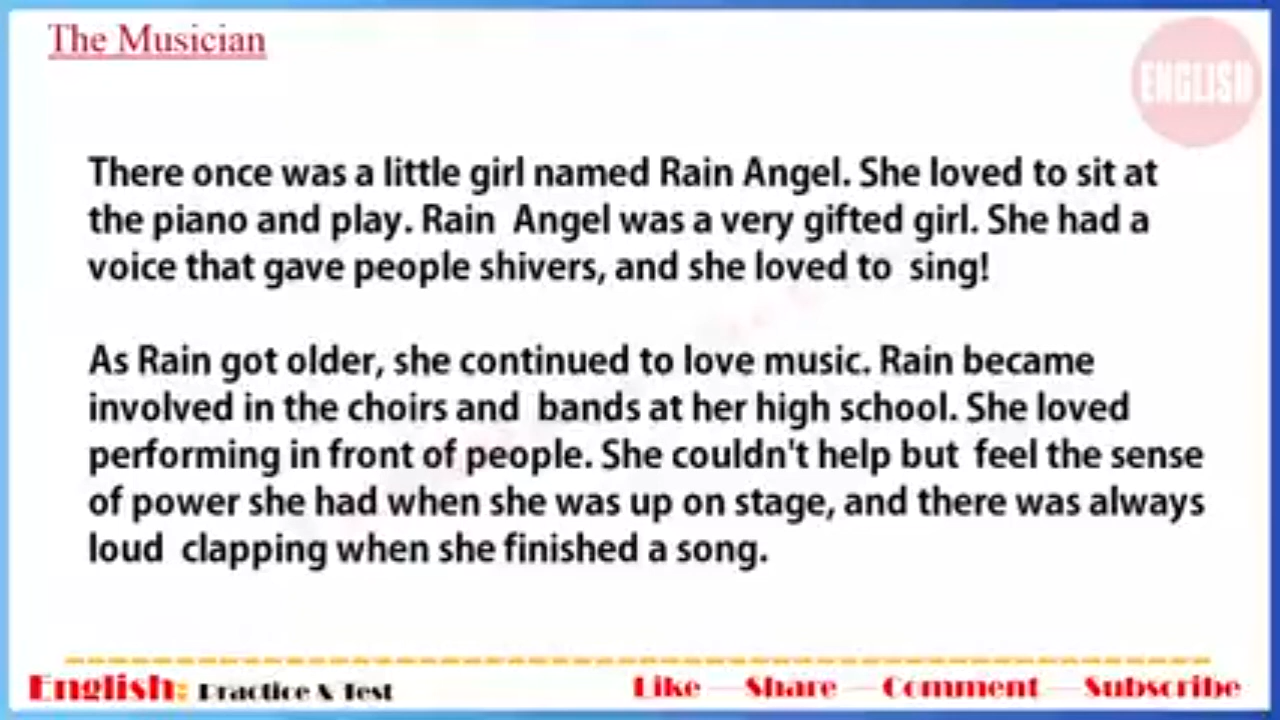 The Musician
ENGLISH
There once was a little girl named Rain Angel. She loved to sit at
the piano and play. Rain Angel was a very gifted girl. She had a
voice that gave people shivers, and she loved to sing!
As Rain got older, she continued to love music. Rain became
involved in the choirs and bands at her high school. She loved
performing in front of people. She couldn't help but feel the sense
of power she had when she was up on stage, and there was always
loud clapping when she finished a song.
English: Practice & Test
Like — Share — Comment — Subscribe